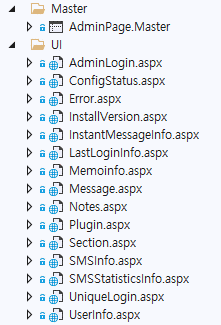 Master
AdminPage.Master
UI
AdminLogin.aspx
ConfigStatus.aspx
Error.aspx
InstallVersion.aspx
InstantMessageInfo.aspx
LastLoginInfo.aspx
Memoinfo.aspx
Message.aspx
Notes.aspx
Plugin.aspx
Section.aspx
SMSInfo.aspx
SMSStatisticsInfo.aspx
UniqueLogin.aspx
UserInfo.aspx